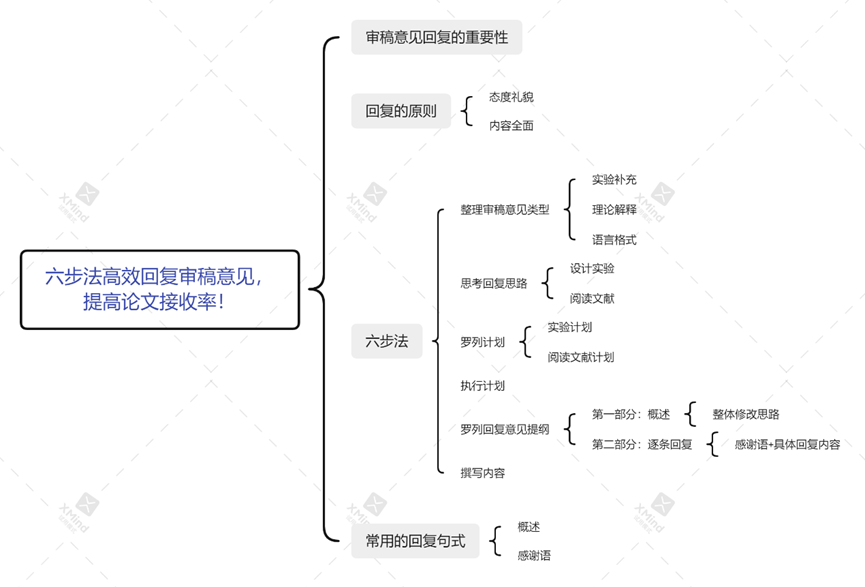 审稿意见回复的重要性
回复的原则
态度礼貌
内容全面
六步法高效回复审稿意见，
提高论文接收率！
六步法
整理审稿意见类型
实验补充
理论解释
语言格式
思考回复思路
设计实验
阅读文献
罗列计划
实验计划
阅读文献计划
执行计划
罗列回复意见提纲
第一部分：概述
整体修改思路
第二部分：逐条回复
感谢语+具体回复内容
撰写内容
常用的回复句式
概述
感谢语
XMind
XMind
XMind
XMind
XMind
XMind